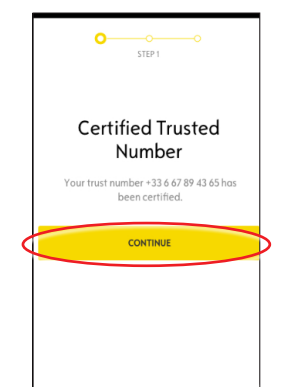 STEP 1
Certified Trusted
Number
Your trust number +33 6 67 89 43 65 has
been certified.
CONTINUE